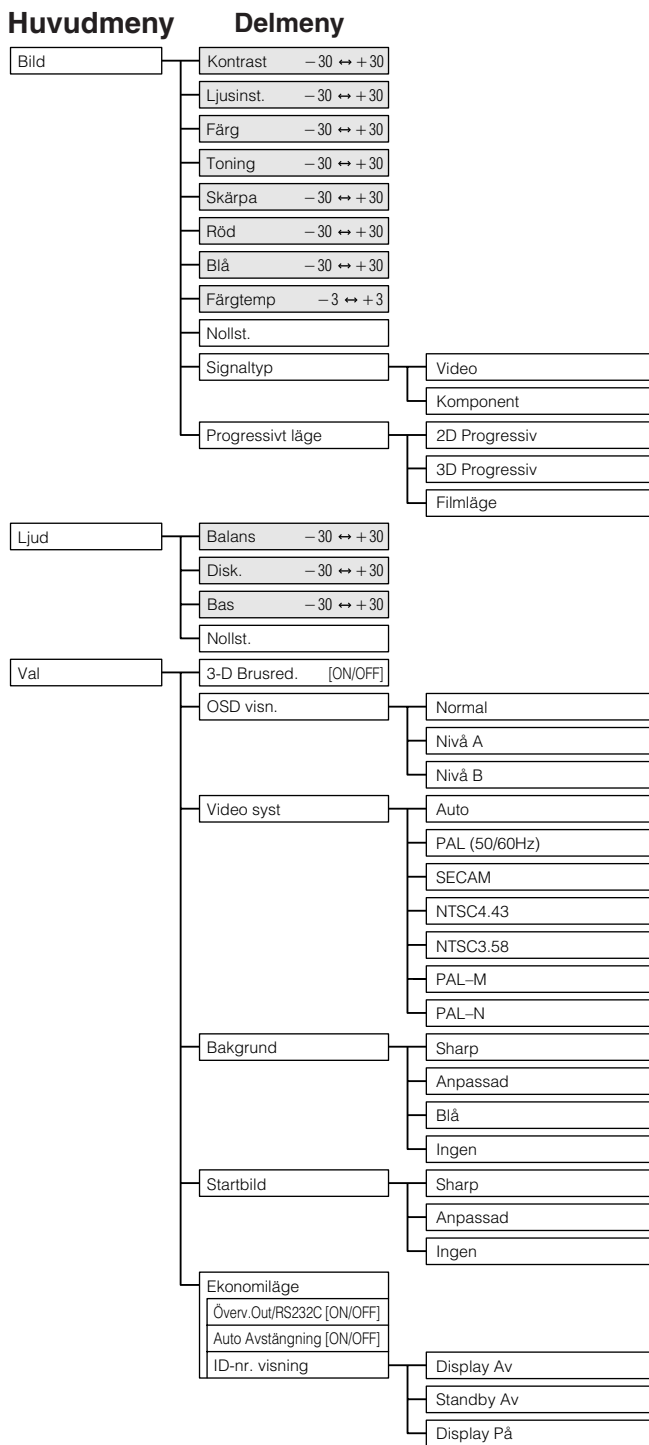 Huvudmeny Delmeny
Bild Kontrast −30 ↔ +30
Ljusinst. −30 ↔ +30
Färg −30 ↔ +30
Toning −30 ↔ +30
Skärpa −30 ↔ +30
Röd −30 ↔ +30
Blå −30 ↔ +30
Färgtemp −3 ↔ +3
Nollst.
Signaltyp Video
Komponent
Progressivt läge 2D Progressiv
3D Progressiv
Filmläge
Ljud Balans −30 ↔ +30
Disk. −30 ↔ +30
Bas −30 ↔ +30
Nollst.
Val 3-D Brusred. [ON/OFF]
OSD visn. Normal
Nivå A
Nivå B
Video syst Auto
PAL (50/60Hz)
SECAM
NTSC4.43
NTSC3.58
PAL–M
PAL–N
Bakgrund Sharp
Anpassad
Blå
Ingen
Startbild Sharp
Anpassad
Ingen
Ekonomiläge
Överv.Out/RS232C [ON/OFF]
Auto Avstängning [ON/OFF]
ID-nr. visning Display Av
Standby Av
Display På